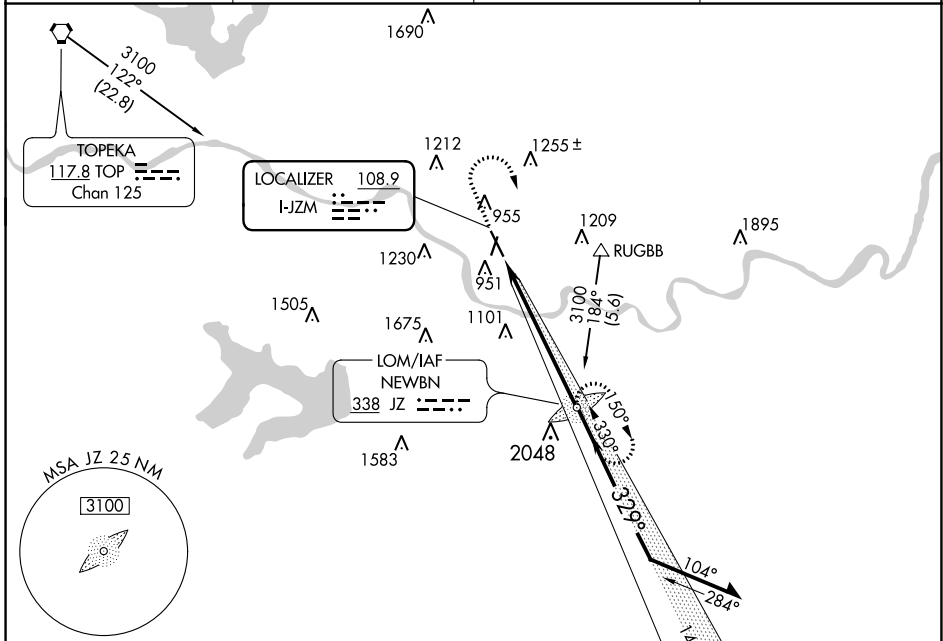 1690
3100
122°
(22.8)
TOPEKA
117.8 TOP
Chan 125
1212
1255 ±
LOCALIZER 108.9
I-JZM
955
1209
1895
RUGBB
1230
951
3100
184°
(5.6)
1505
1675
1101
LOM/IAF
NEWBN
338 JZ
150°
330°
2048
1583
MSA JZ 25 NM
3100
329°
104°
284°